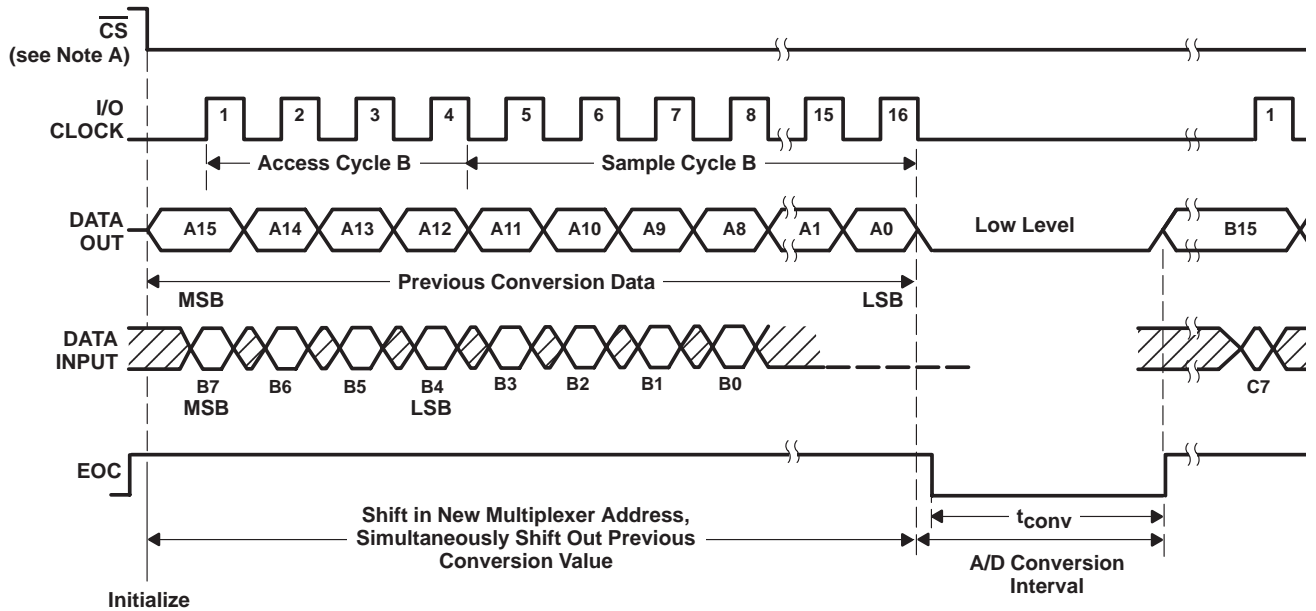 CS
(see Note A)
I/O
CLOCK
1 2 3 4 5 6 7 8 15 16 1
Access Cycle B Sample Cycle B
DATA
OUT
A15 A14 A13 A12 A11 A10 A9 A8 A1 A0 Low Level B15
Previous Conversion Data
MSB LSB
DATA
INPUT
B7 B6 B5 B4 B3 B2 B1 B0 C7
MSB LSB
EOC
Shift in New Multiplexer Address,
Simultaneously Shift Out Previous
Conversion Value
tconv
A/D Conversion
Interval
Initialize